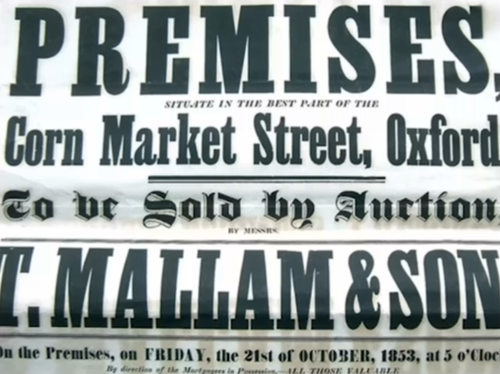 PREMISES,
SITUATE IN THE BEST PART OF THE
Corn Market Street, Oxford
To be Sold by Auction
BY MESSRS.
T. MALLAM & SON
On the Premises, on FRIDAY, the 21st of OCTOBER, 1853, at 5 o'Cloc
By direction of the Mortgagees in Possession.—ALL THOSE VALUABLE